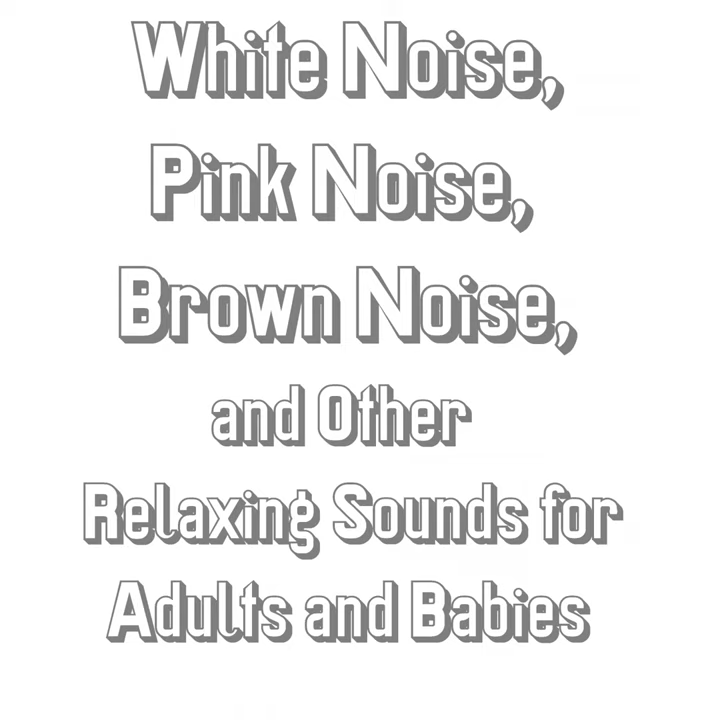 White Noise,
Pink Noise,
Brown Noise,
and Other
Relaxing Sounds for
Adults and Babies